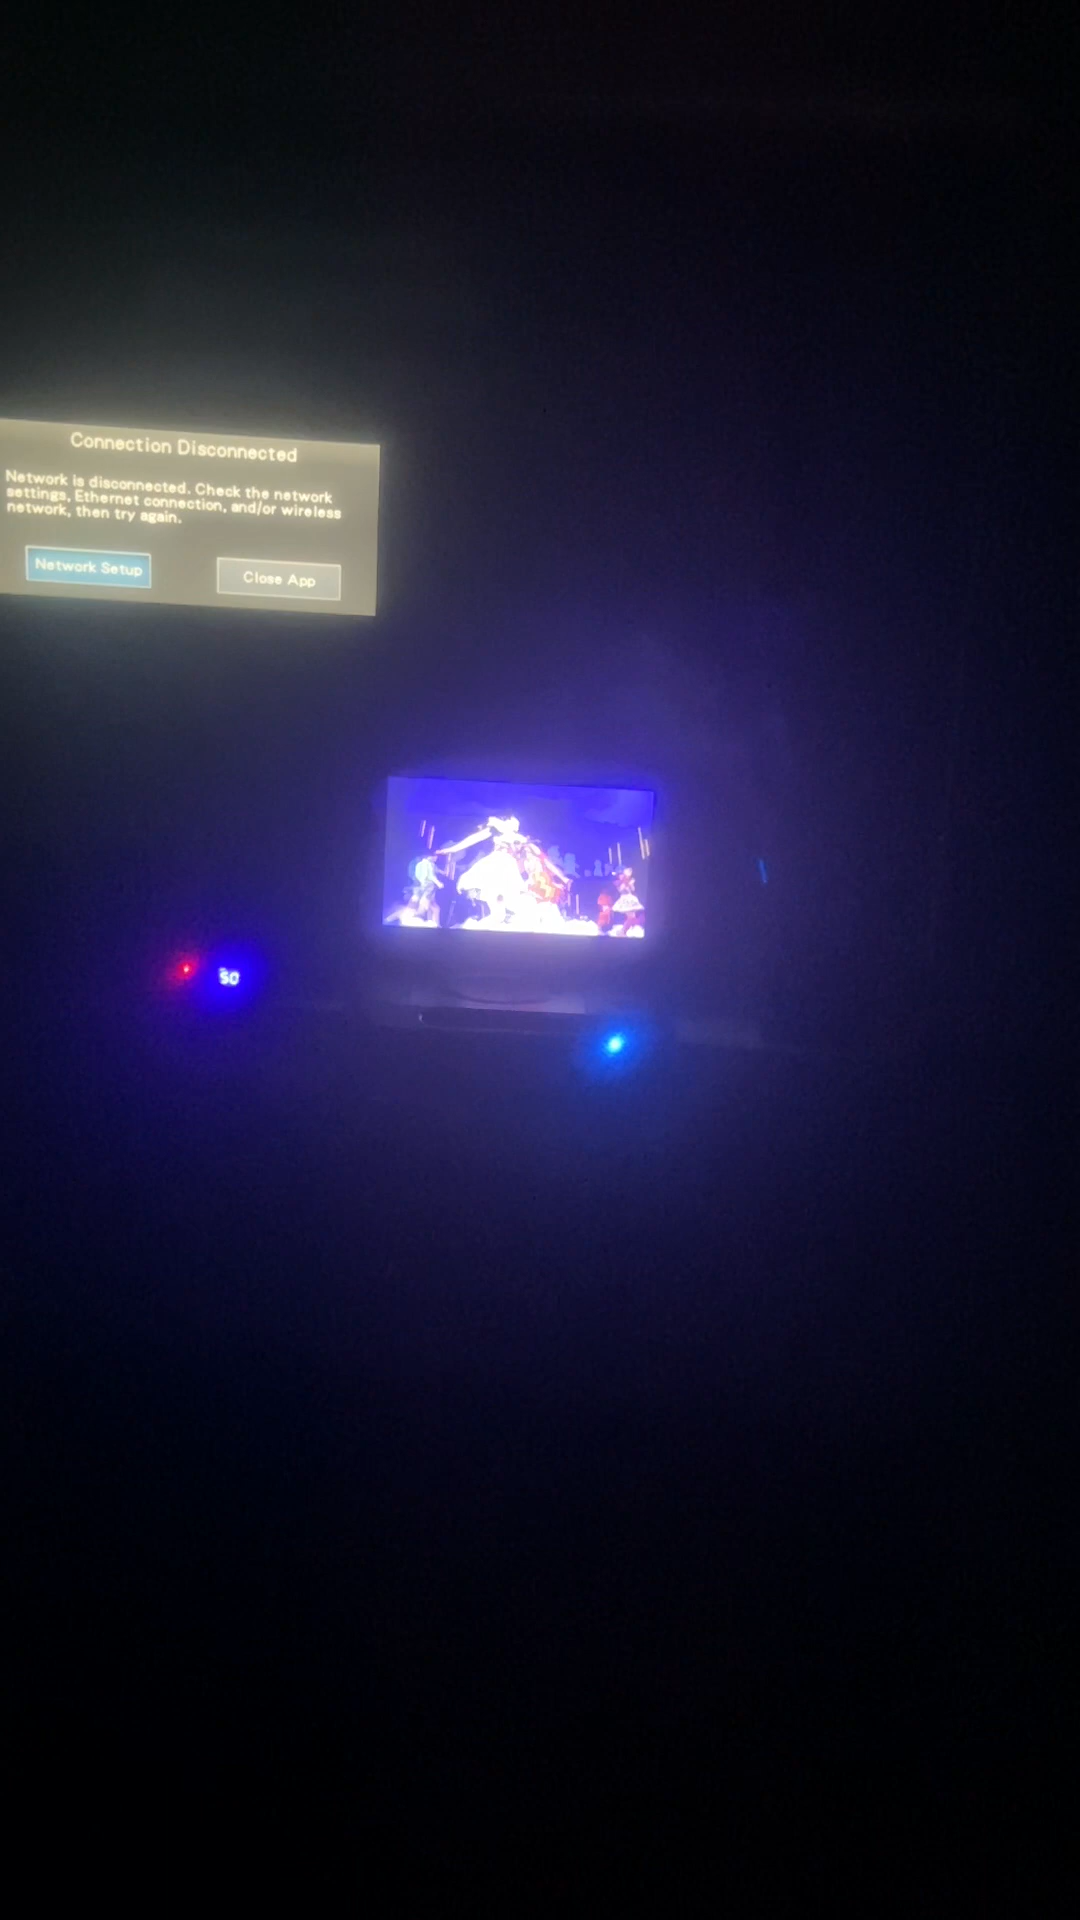 Connection Disconnected
Network is disconnected. Check the network
settings, Ethernet connection, and/or wireless
network, then try again.
Network Setup
Close App
50